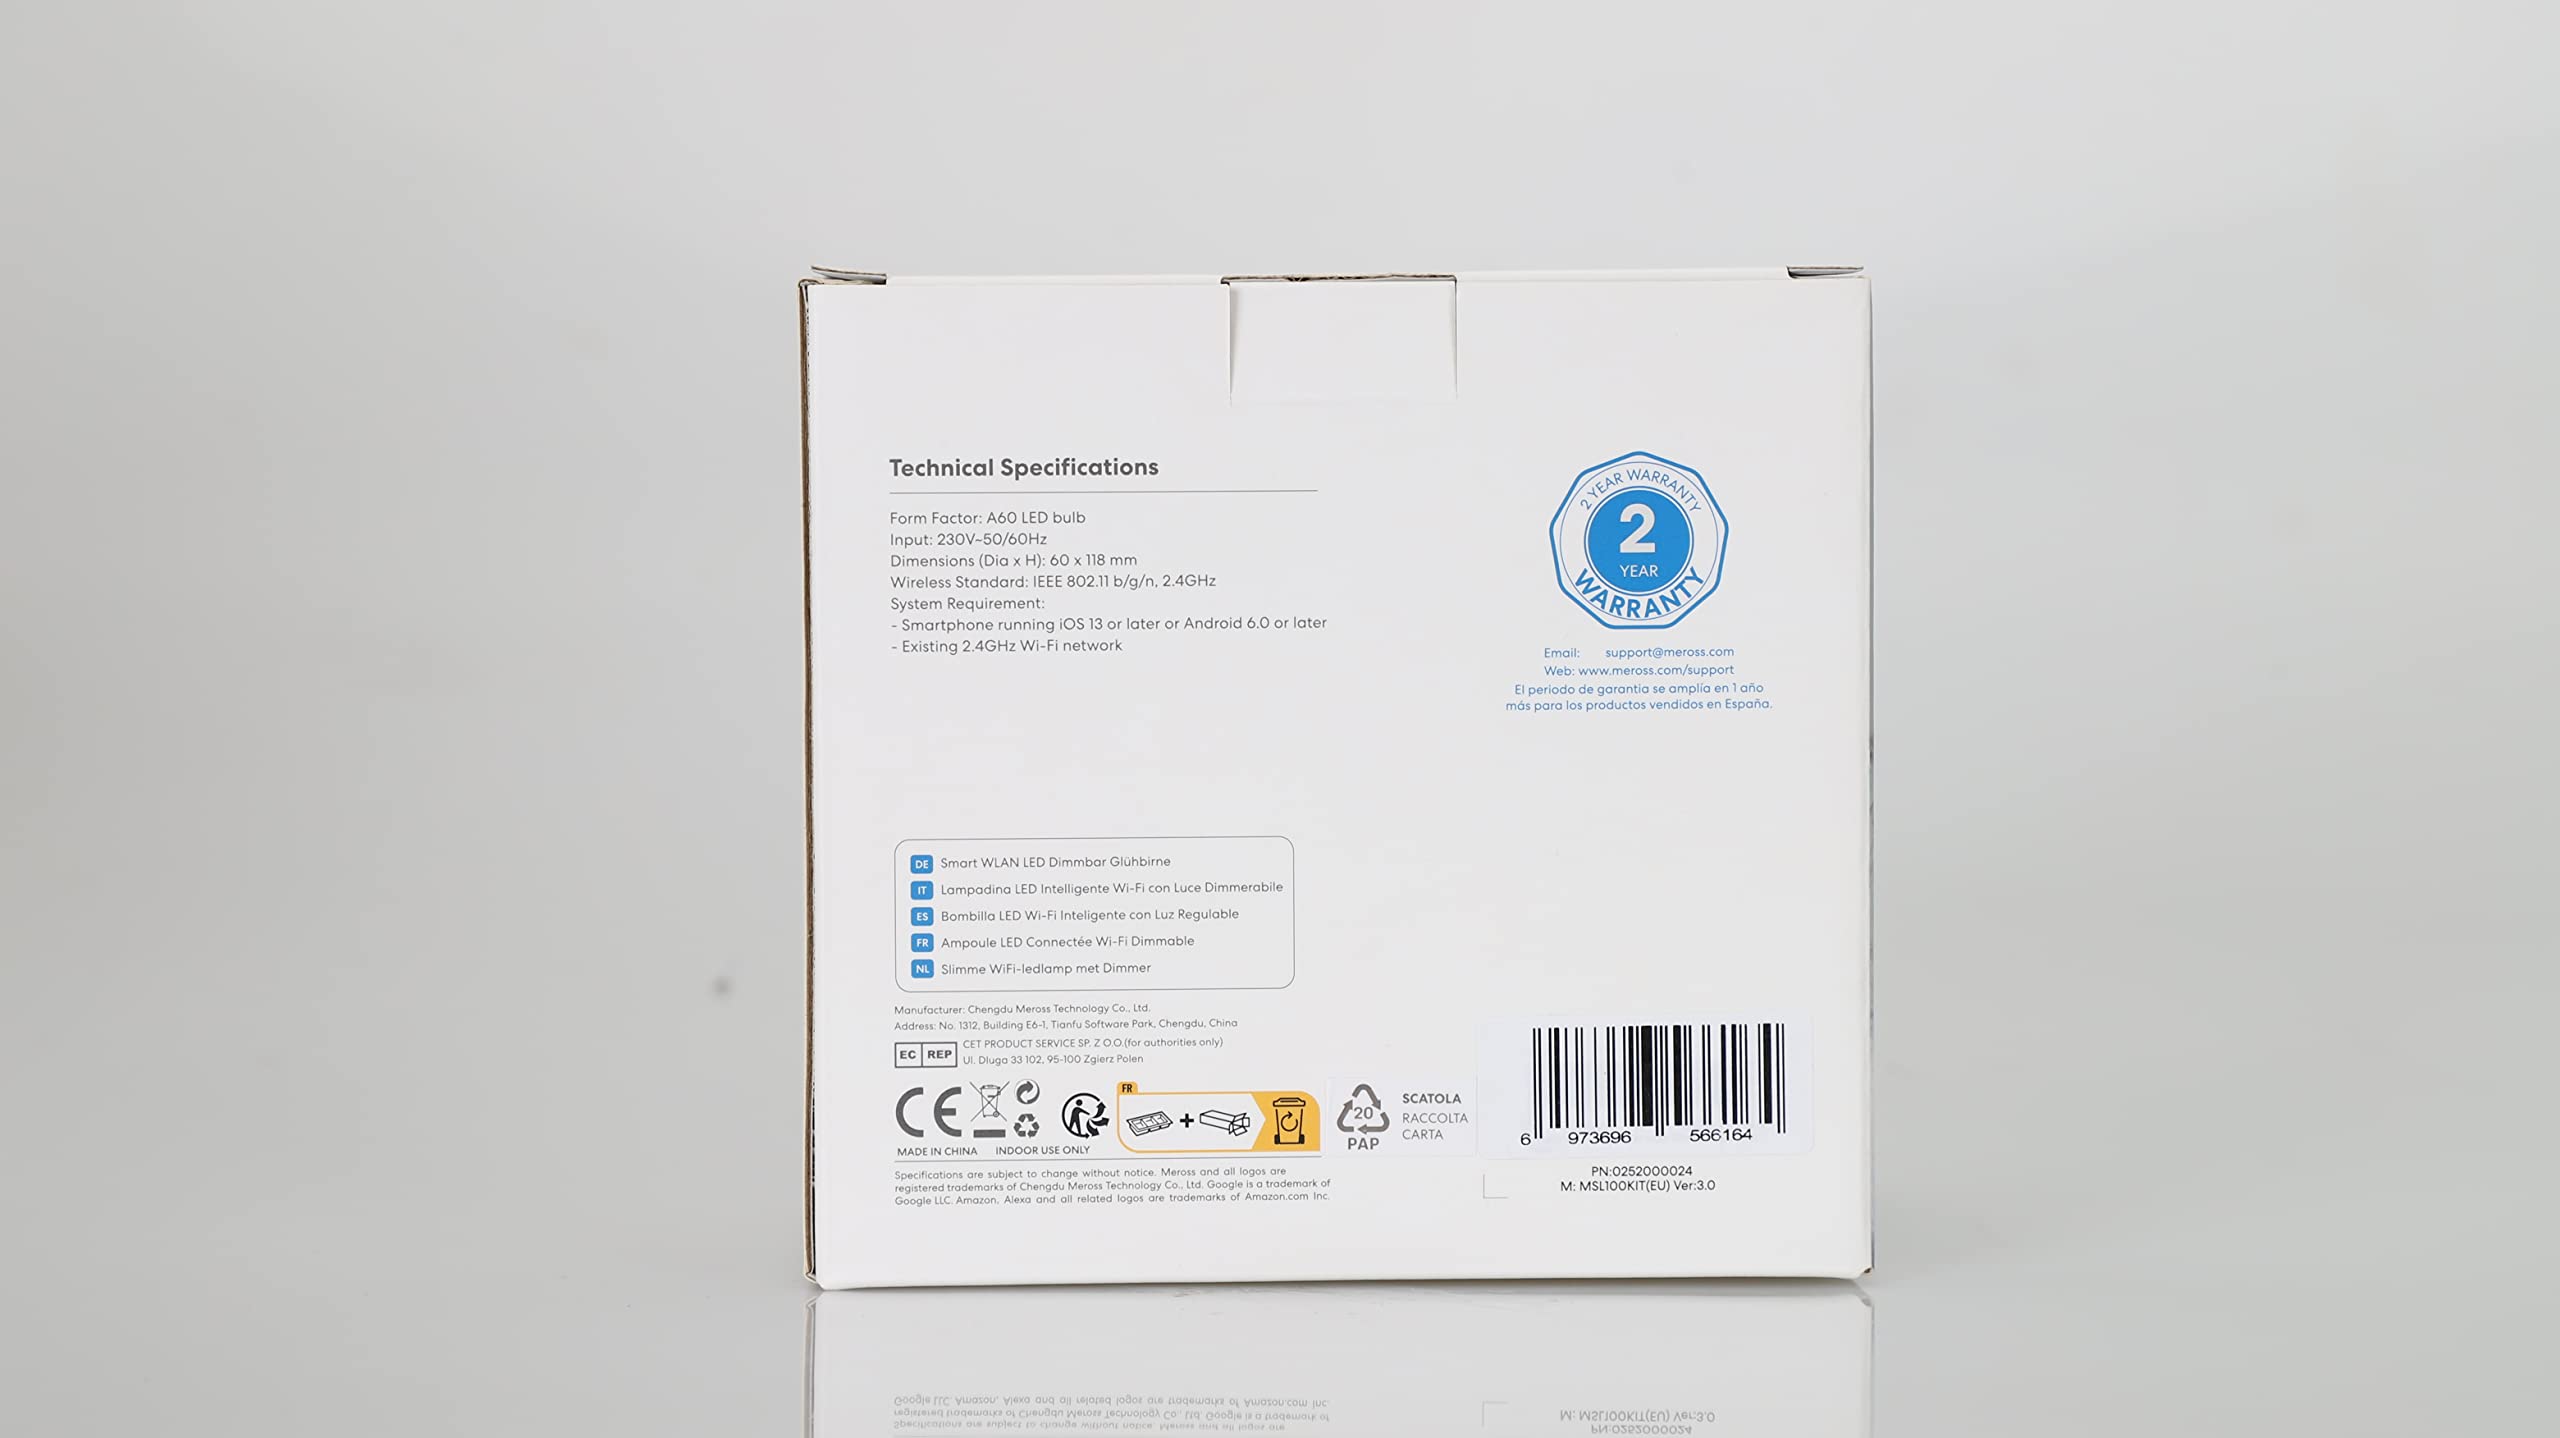 Technical Specifications
Form Factor: A60 LED bulb
Input: 230V~50/60Hz
Dimensions (Dia x H): 60 x 118 mm
Wireless Standard: IEEE 802.11 b/g/n, 2.4GHz
System Requirement:
- Smartphone running iOS 13 or later or Android 6.0 or later
- Existing 2.4GHz Wi-Fi network
2 YEAR WARRANTY
2
YEAR
WARRANTY
Email: support@meross.com
Web: www.meross.com/support
El periodo de garantia se amplía en 1 año
más para los productos vendidos en España.
DE Smart WLAN LED Dimmbar Glühbirne
IT Lampadina LED Intelligente Wi-Fi con Luce Dimmerabile
ES Bombilla LED Wi-Fi Inteligente con Luz Regulable
FR Ampoule LED Connectée Wi-Fi Dimmable
NL Slimme WiFi-ledlamp met Dimmer
Manufacturer: Chengdu Meross Technology Co., Ltd.
Address: No. 1312, Building E6-1, Tianfu Software Park, Chengdu, China
EC REP
CET PRODUCT SERVICE SP. Z O.O.(for authorities only)
Ul. Dluga 33 102, 95-100 Zgierz Polen
CE
FR
+
20
PAP
SCATOLA
RACCOLTA
CARTA
MADE IN CHINA INDOOR USE ONLY
Specifications are subject to change without notice. Meross and all logos are
registered trademarks of Chengdu Meross Technology Co., Ltd. Google is a trademark of
Google LLC. Amazon, Alexa and all related logos are trademarks of Amazon.com Inc.
6 973696 566164
PN:0252000024
M: MSL100KIT(EU) Ver:3.0